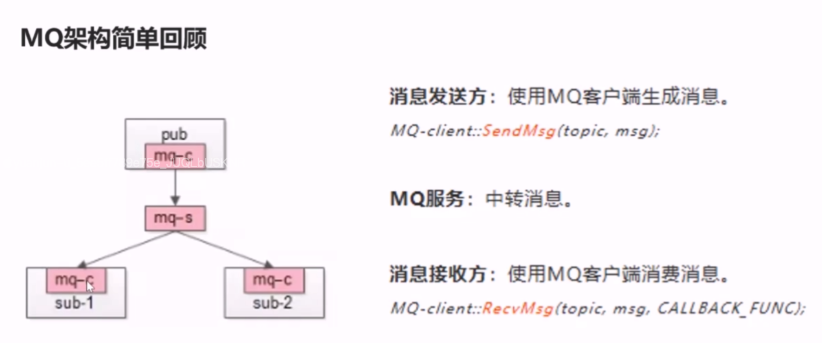 MQ架构简单回顾
pub
mq-c
mq-s
mq-c
sub-1
mq-c
sub-2
消息发送方：使用MQ客户端生成消息。
MQ-client::SendMsg(topic, msg);
MQ服务：中转消息。
消息接收方：使用MQ客户端消费消息。
MQ-client::RecvMsg(topic, msg, CALLBACK_FUNC);